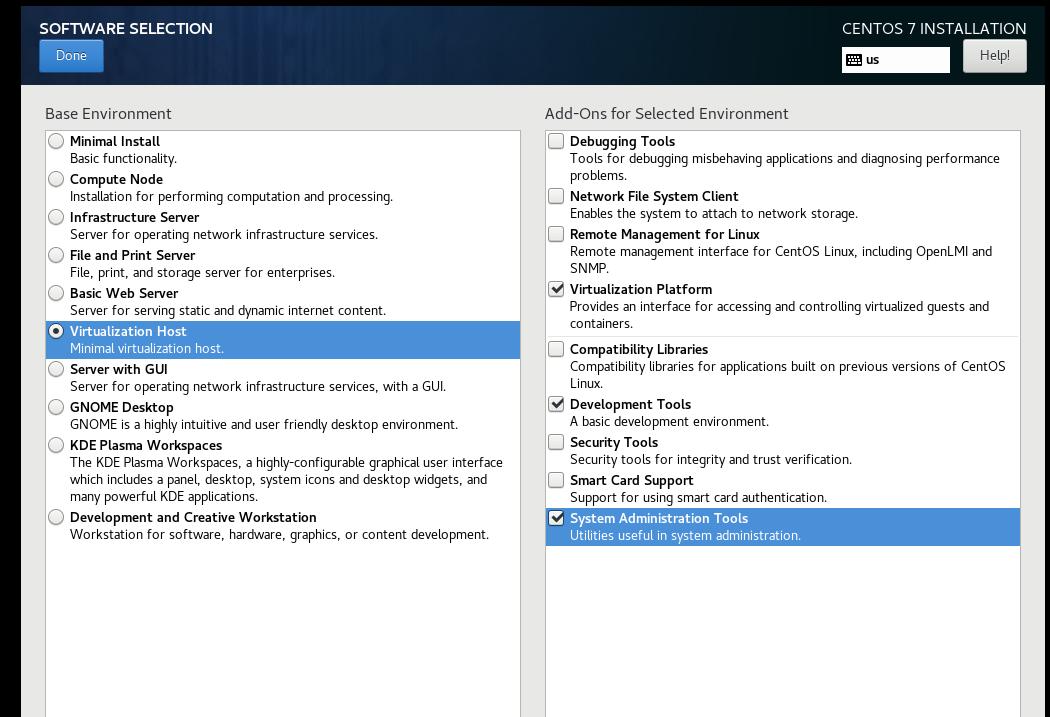 SOFTWARE SELECTION
Done
CENTOS 7 INSTALLATION
us
Help!
Base Environment
Minimal Install
Basic functionality.
Compute Node
Installation for performing computation and processing.
Infrastructure Server
Server for operating network infrastructure services.
File and Print Server
File, print, and storage server for enterprises.
Basic Web Server
Server for serving static and dynamic internet content.
Virtualization Host
Minimal virtualization host.
Server with GUI
Server for operating network infrastructure services, with a GUI.
GNOME Desktop
GNOME is a highly intuitive and user friendly desktop environment.
KDE Plasma Workspaces
The KDE Plasma Workspaces, a highly-configurable graphical user interface
which includes a panel, desktop, system icons and desktop widgets, and
many powerful KDE applications.
Development and Creative Workstation
Workstation for software, hardware, graphics, or content development.
Add-Ons for Selected Environment
Debugging Tools
Tools for debugging misbehaving applications and diagnosing performance
problems.
Network File System Client
Enables the system to attach to network storage.
Remote Management for Linux
Remote management interface for CentOS Linux, including OpenLMI and
SNMP.
Virtualization Platform
Provides an interface for accessing and controlling virtualized guests and
containers.
Compatibility Libraries
Compatibility libraries for applications built on previous versions of CentOS
Linux.
Development Tools
A basic development environment.
Security Tools
Security tools for integrity and trust verification.
Smart Card Support
Support for using smart card authentication.
System Administration Tools
Utilities useful in system administration.